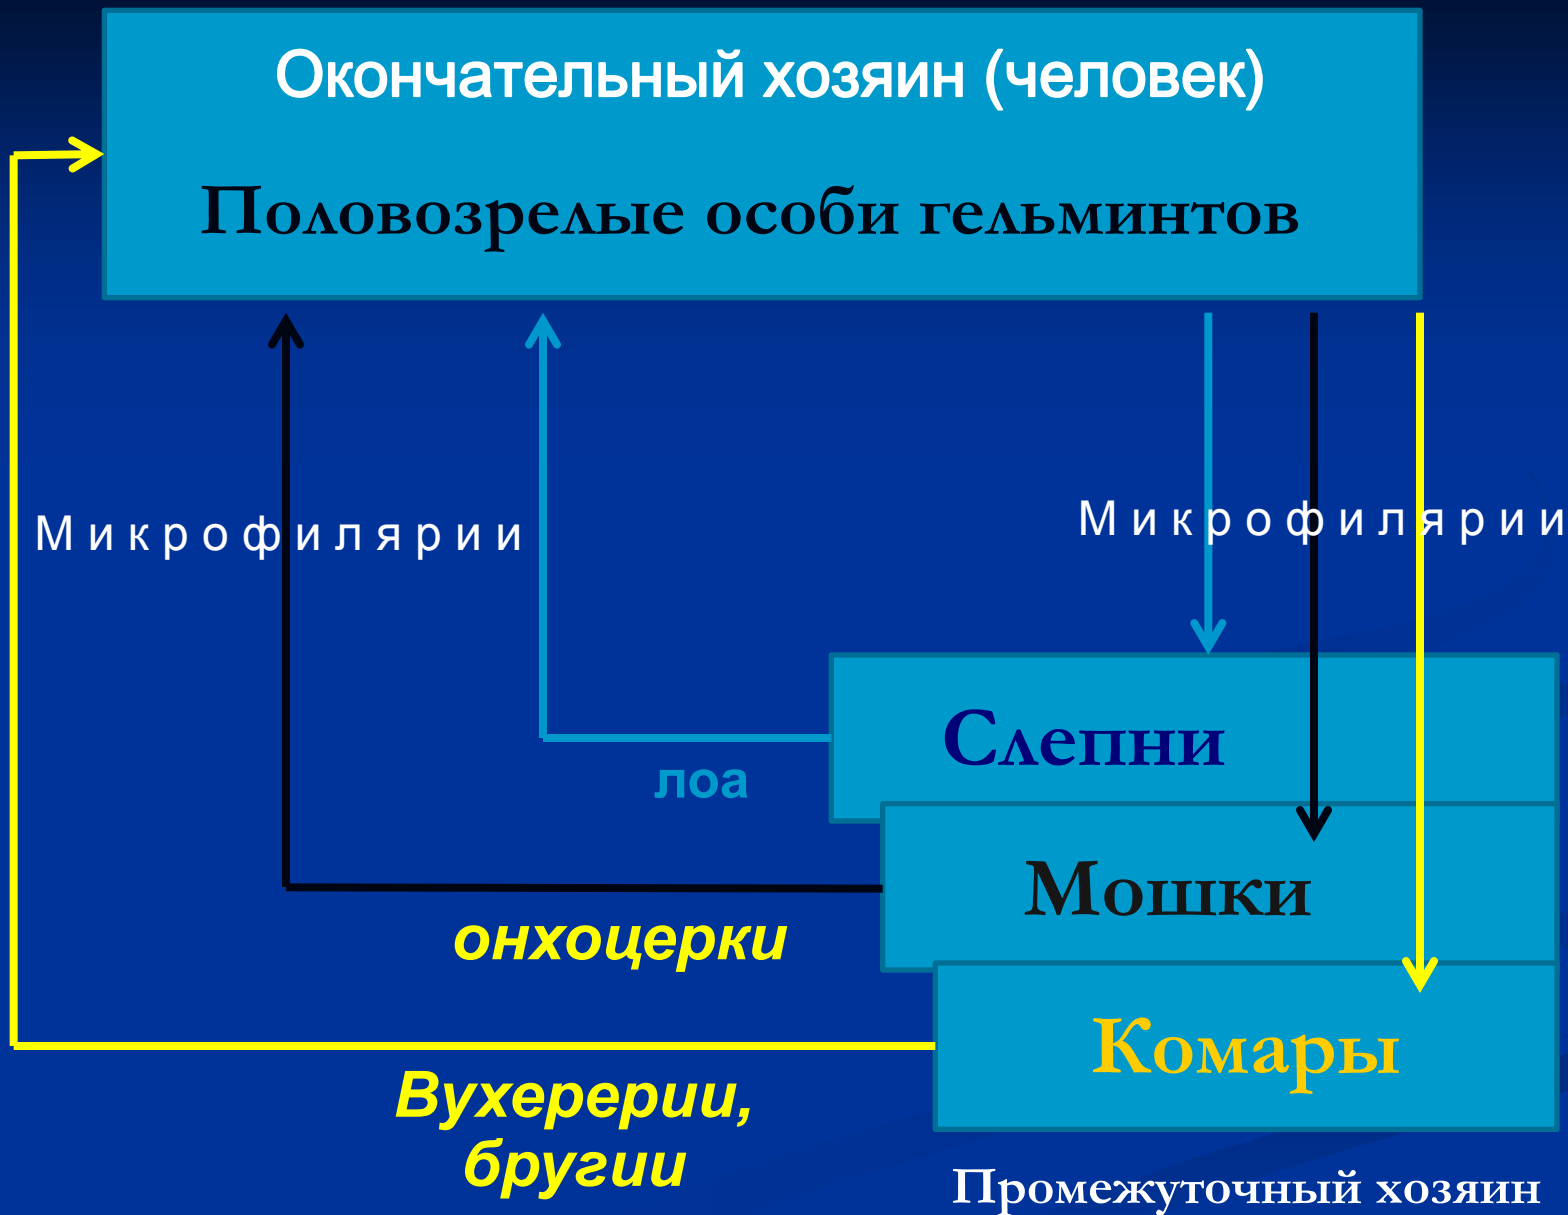 Окончательный хозяин (человек)
Половозрелые особи гельминтов
Микрофилярии
Микрофилярии
Слепни
лоа
Мошки
онхоцерки
Комары
Вухерерии,
бругии
Промежуточный хозяин